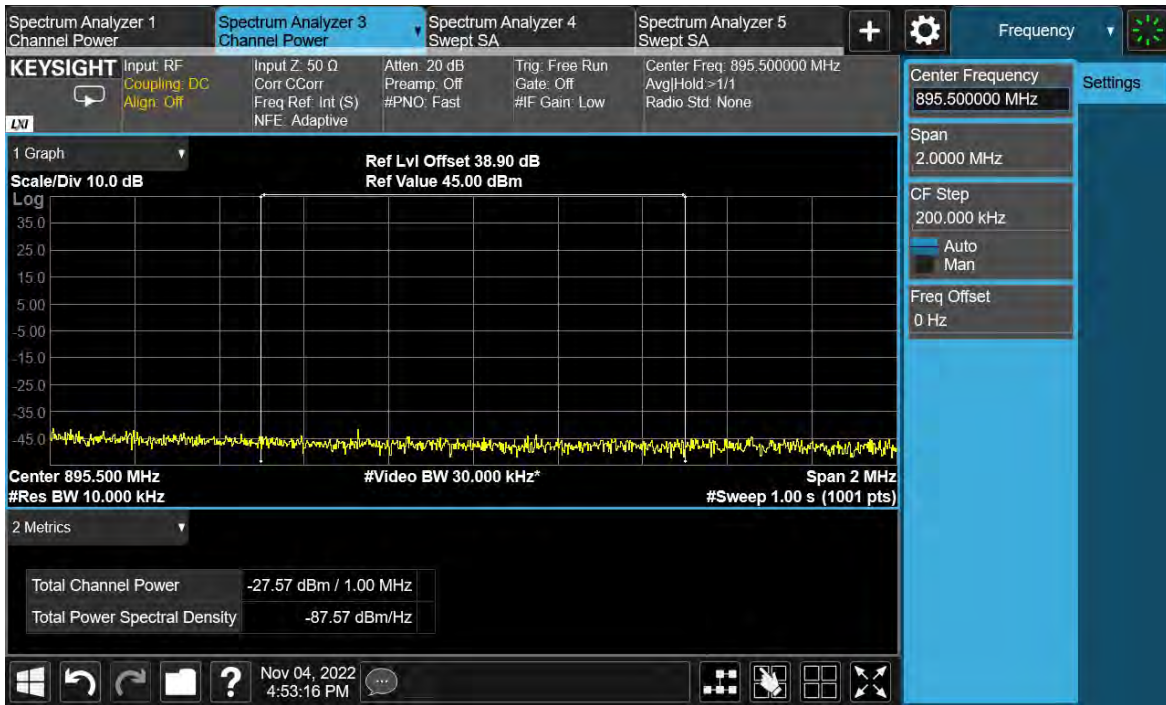 Spectrum Analyzer 1
Channel Power
Spectrum Analyzer 3
Channel Power
Spectrum Analyzer 4
Swept SA
Spectrum Analyzer 5
Swept SA
+
Frequency
KEYSIGHT
LXI
Input: RF
Coupling: DC
Align: Off
Input Z: 50 Ω
Corr CCorr
Freq Ref: Int (S)
NFE: Adaptive
Atten: 20 dB
Preamp: Off
#PNO: Fast
Trig: Free Run
Gate: Off
#IF Gain: Low
Center Freq: 895.500000 MHz
Avg|Hold:>1/1
Radio Std: None
1 Graph
Scale/Div 10.0 dB
Ref Lvl Offset 38.90 dB
Ref Value 45.00 dBm
Log
35.0
25.0
15.0
5.00
-5.00
-15.0
-25.0
-35.0
-45.0
Center 895.500 MHz
#Res BW 10.000 kHz
#Video BW 30.000 kHz*
Span 2 MHz
#Sweep 1.00 s (1001 pts)
2 Metrics
Total Channel Power -27.57 dBm / 1.00 MHz
Total Power Spectral Density -87.57 dBm/Hz
?
Nov 04, 2022
4:53:16 PM
Center Frequency
895.500000 MHz
Span
2.0000 MHz
CF Step
200.000 kHz
Auto
Man
Freq Offset
0 Hz
Settings